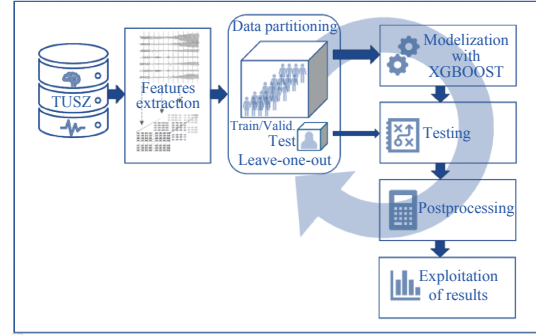 TUSZ
Features
extraction
Data partitioning
Train/Valid.
Test
Leave-one-out
Modelization
with
XGBOOST
Testing
Postprocessing
Exploitation
of results